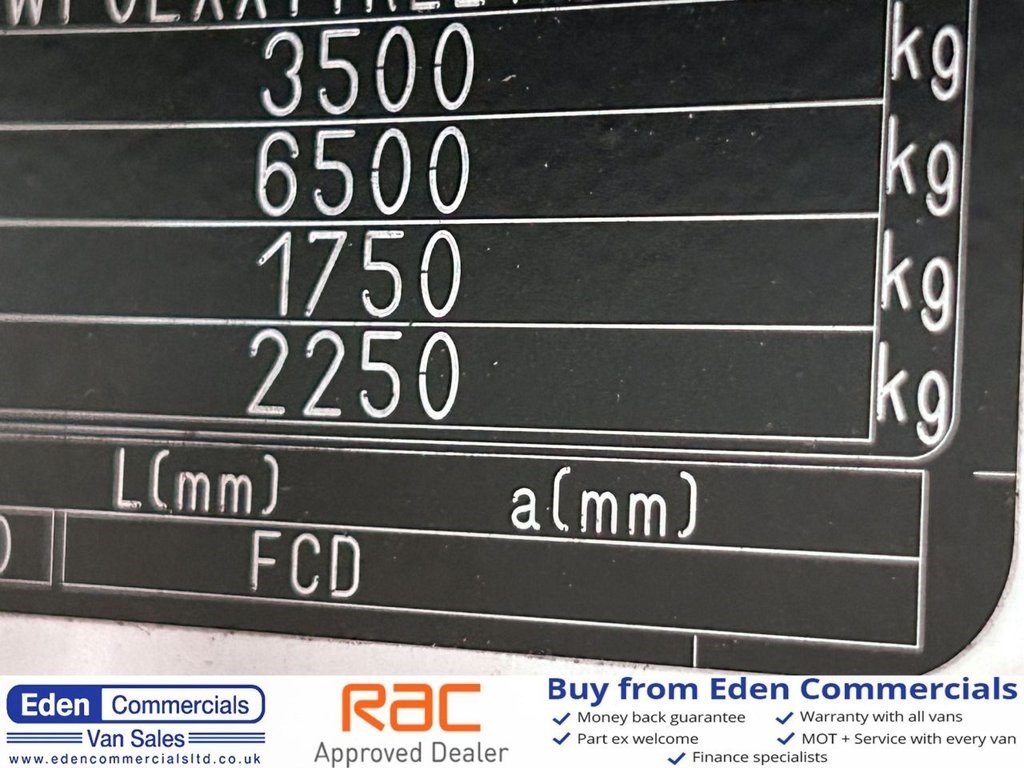 3500 kg
6500 kg
1750 kg
2250 kg
L(mm) a(mm)
FCD
Eden Commercials
Van Sales
www.edencommercialsltd.co.uk
RAC
Approved Dealer
Buy from Eden Commercials
Money back guarantee
Warranty with all vans
Part ex welcome
MOT + Service with every van
Finance specialists